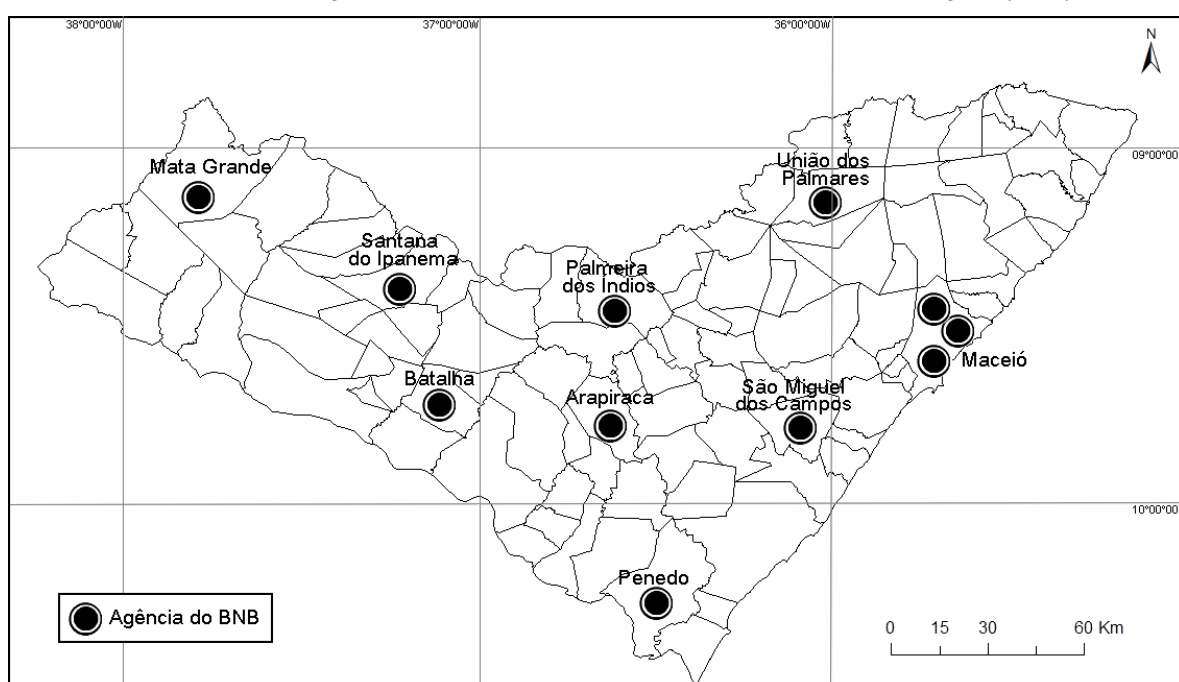 38°00'00"W
37°00'00"W
36°00'00"W
N
09°00'00
Mata Grande
União dos
Palmares
Santana
do Ipanema
Palmeira
dos Índios
Maceió
Batalha
Arapiraca
São Miguel
dos Campos
10°00'00
Penedo
Agência do BNB
0 15 30 60 Km